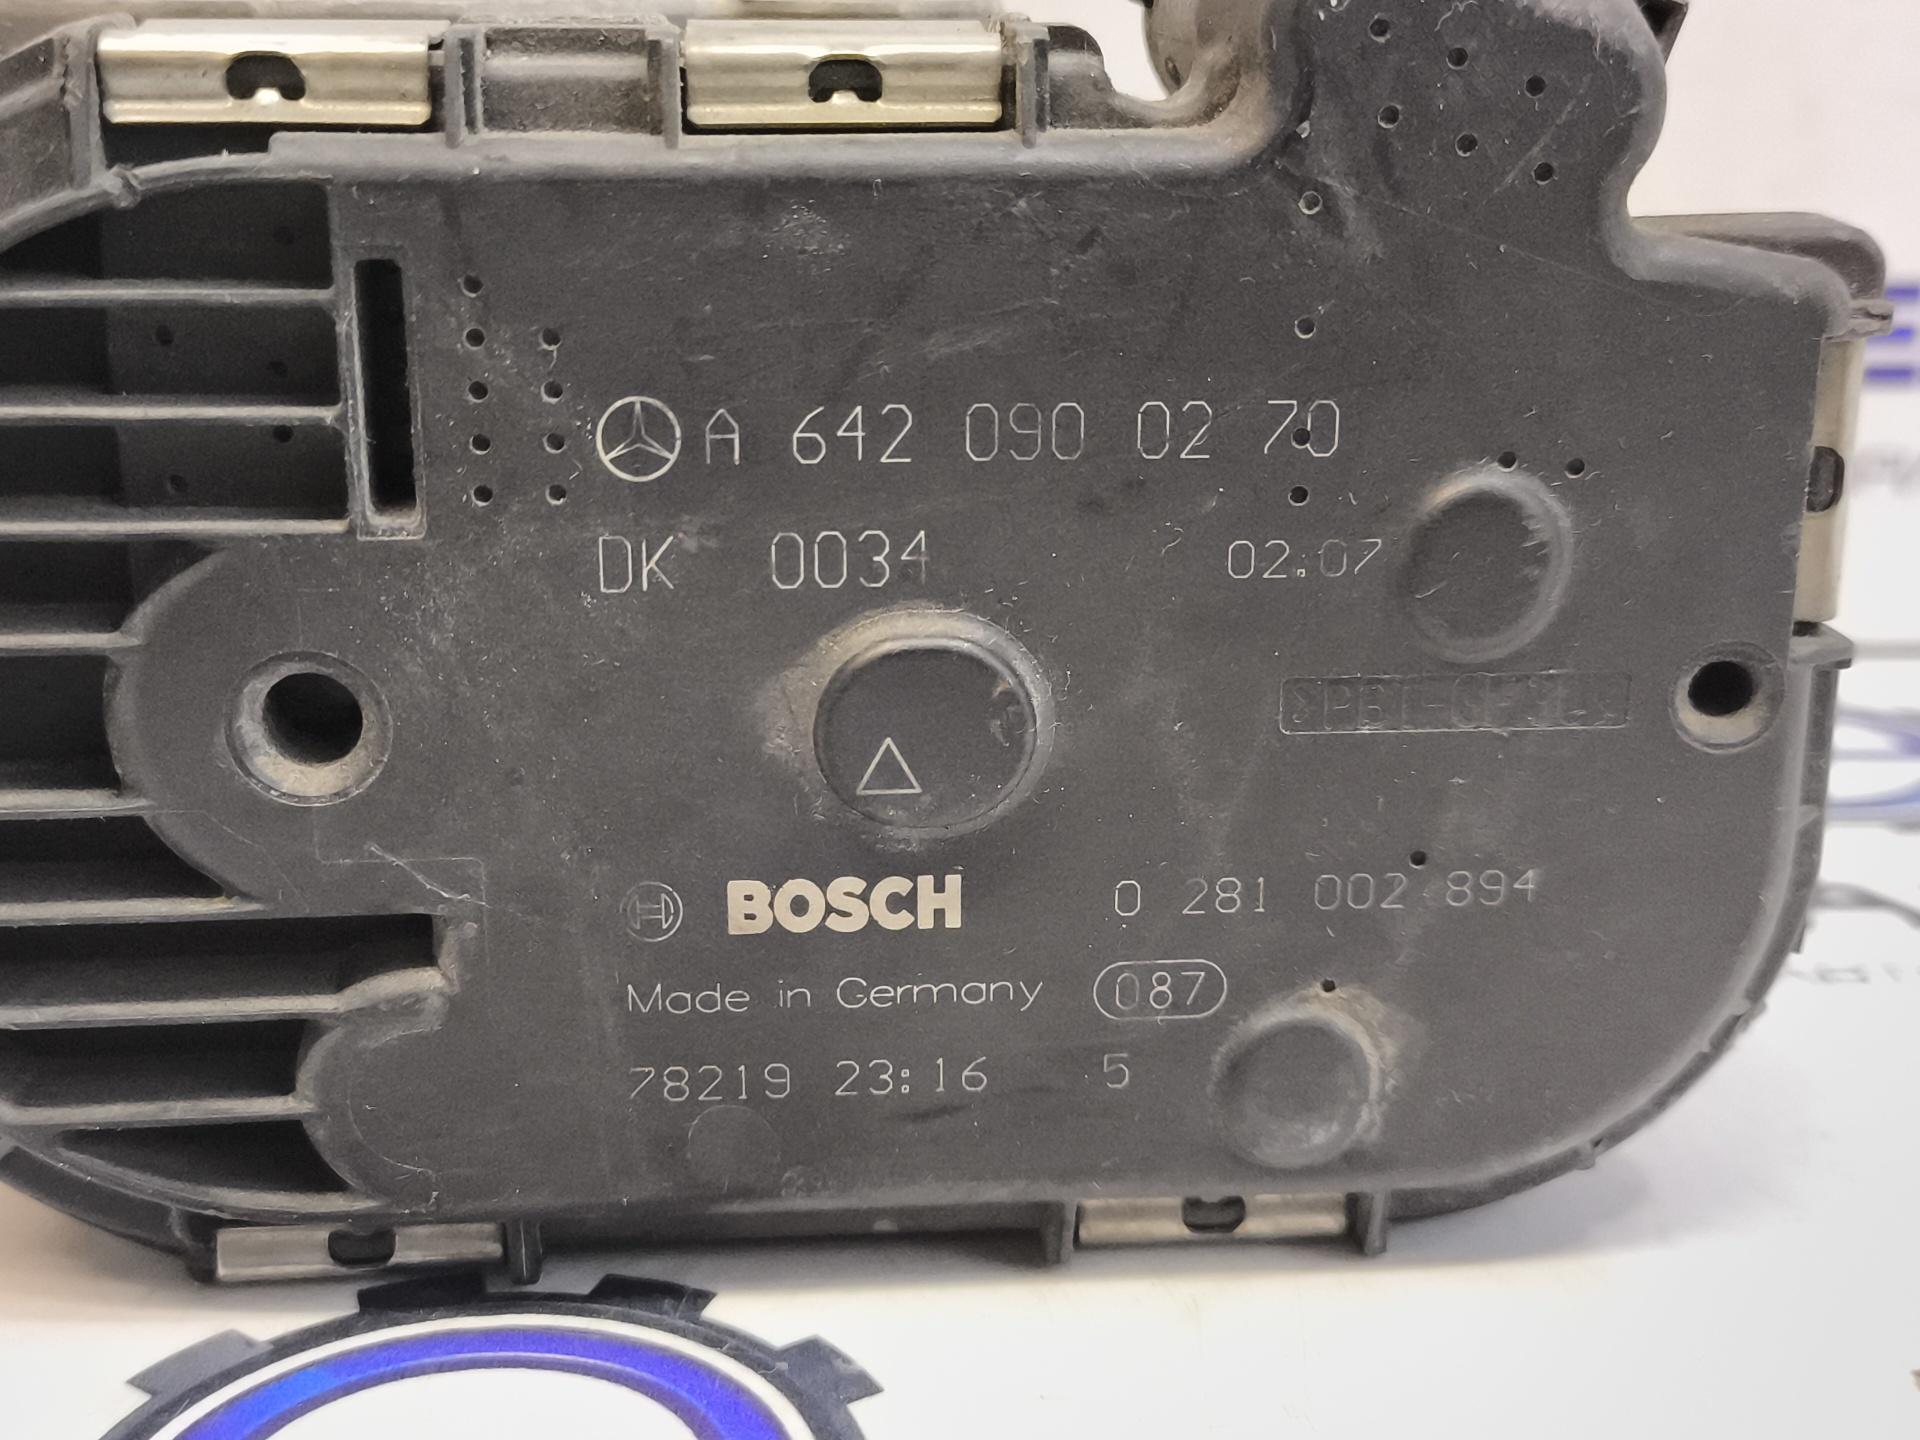 A 642 090 02 70
DK 0034 02:07
BOSCH 0 281 002 894
Made in Germany 087
78219 23:16 5